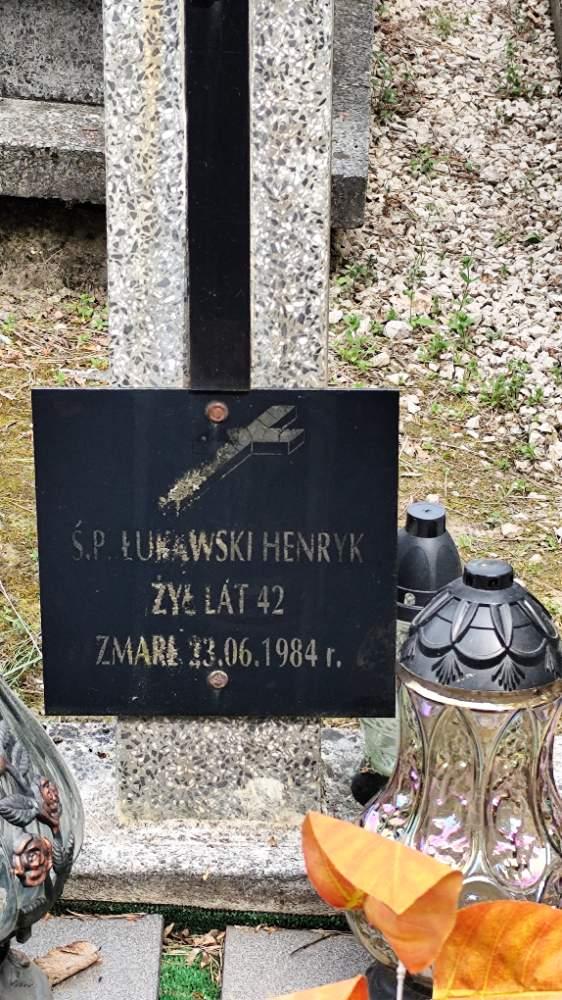 Ś.P. ŁUKAWSKI HENRYK
ŻYŁ LAT 42
ZMARŁ 23.06.1984 r.